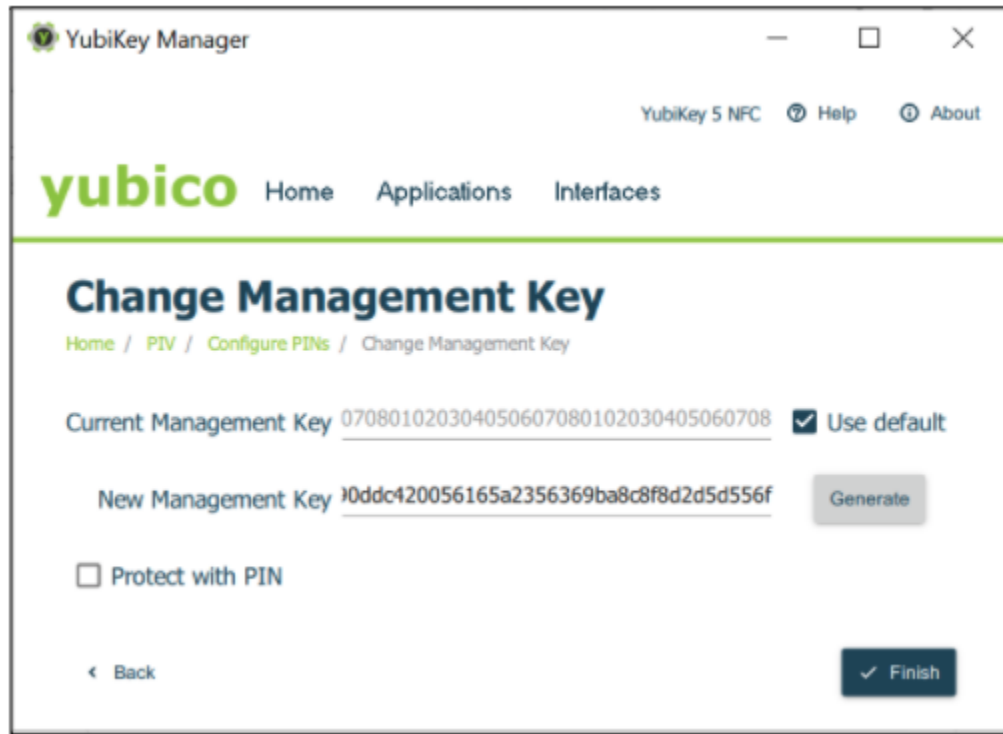 YubiKey Manager
YubiKey 5 NFC Help About
yubico Home Applications Interfaces
Change Management Key
Home / PIV / Configure PINs / Change Management Key
Current Management Key 070801020304050607080102030405060708 Use default
New Management Key 90ddc420056165a2356369ba8c8f8d2d5d556f Generate
Protect with PIN
Back Finish